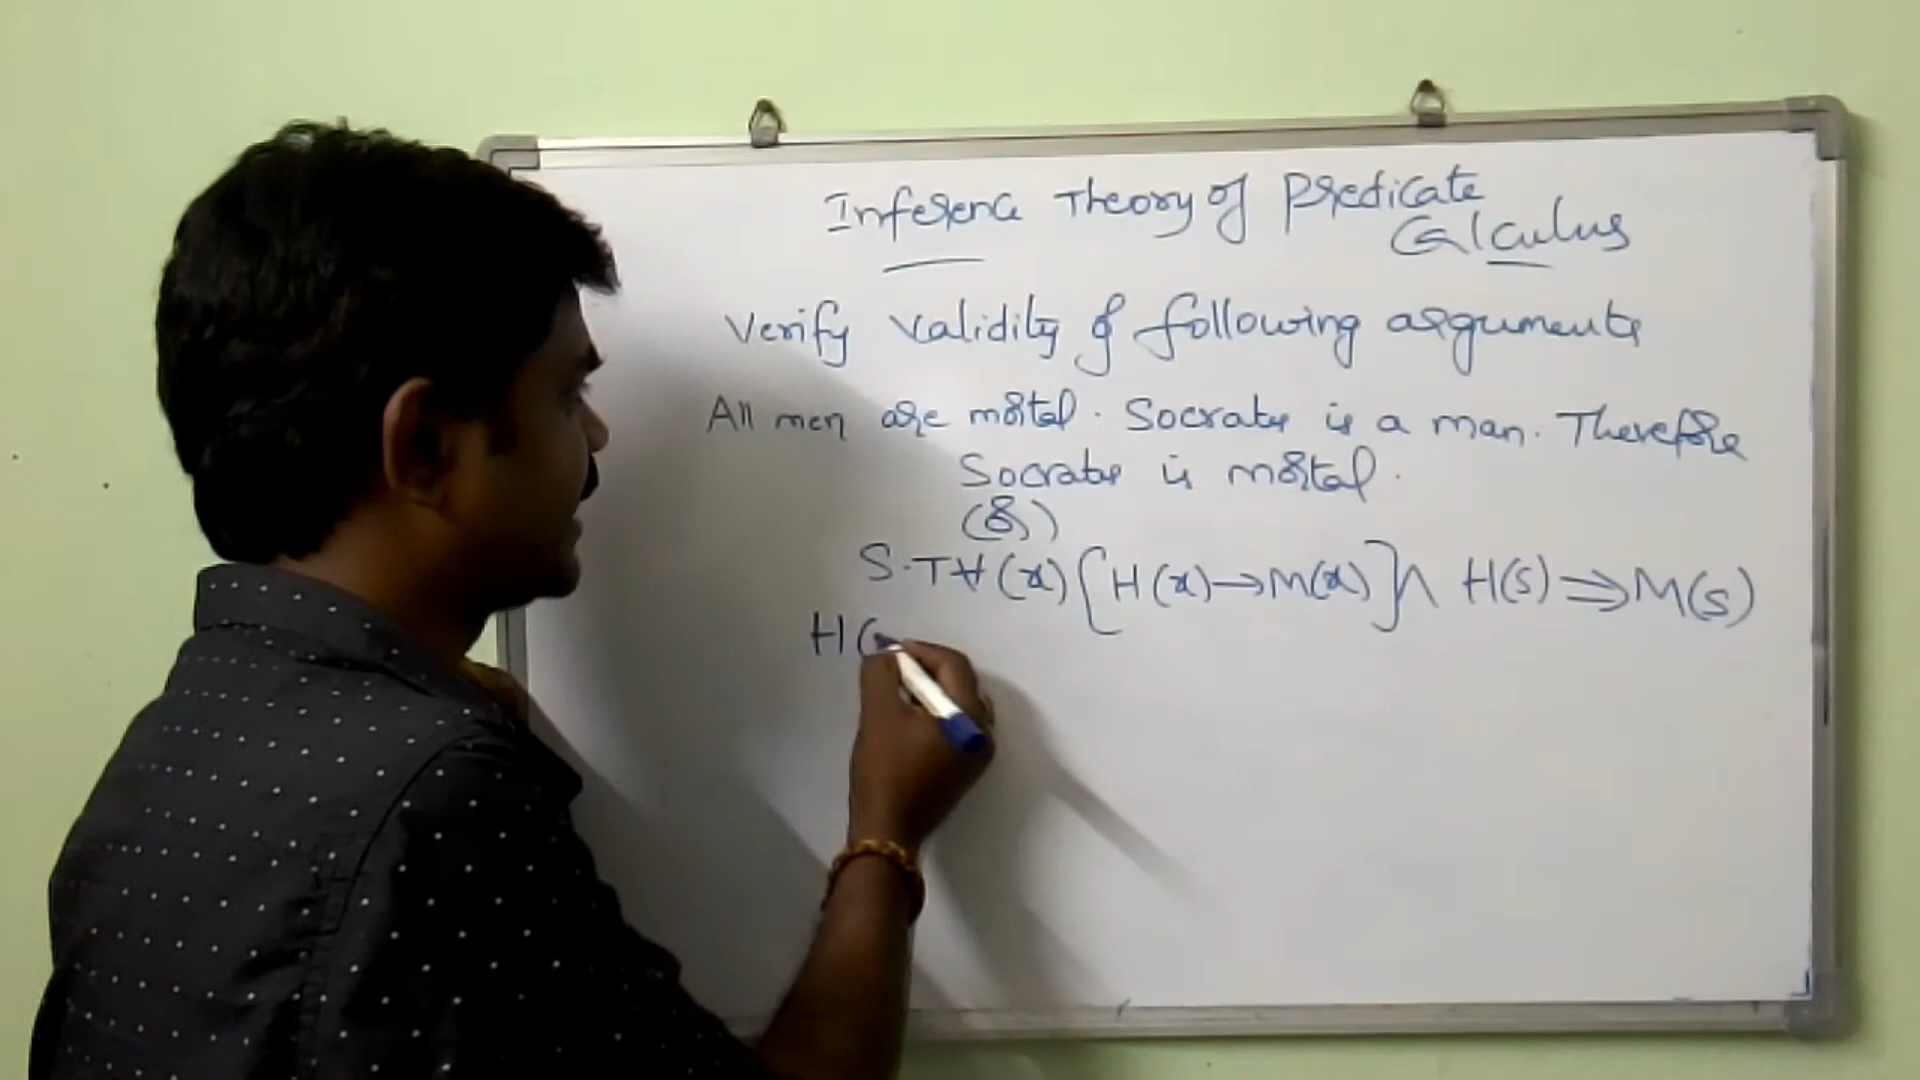 Inference Theory of Predicate
Calculus
Verify Validity of following arguments
All men are mortal. Socrates is a man. Therefore
Socrates is mortal.
(Or)
S.T ∀(x) [H(x)→M(x)] ∧ H(s) ⇒ M(s)
H(